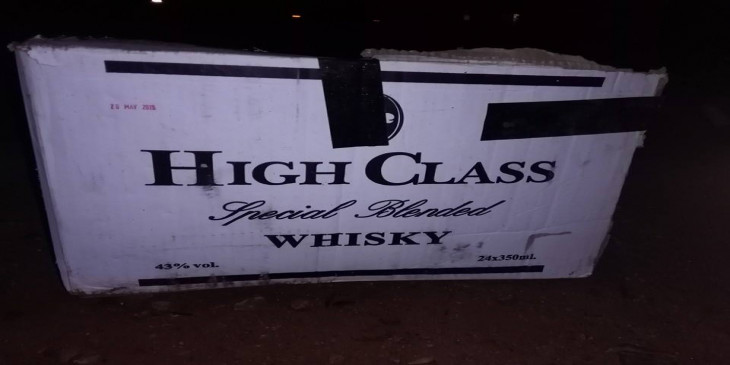 HIGH CLASS
Special Blended
WHISKY
43% vol.
24x350ml.